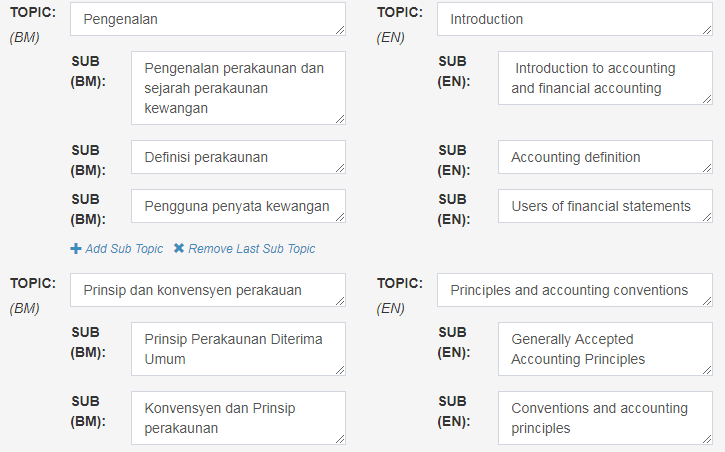 TOPIC: Pengenalan TOPIC: Introduction
(BM) (EN)
SUB Pengenalan perakaunan dan SUB Introduction to accounting
(BM): sejarah perakaunan (EN): and financial accounting
kewangan
SUB Definisi perakaunan SUB Accounting definition
(BM): (EN):
SUB Pengguna penyata kewangan SUB Users of financial statements
(BM): (EN):
Add Sub Topic Remove Last Sub Topic
TOPIC: Prinsip dan konvensyen perakauan TOPIC: Principles and accounting conventions
(BM) (EN)
SUB Prinsip Perakaunan Diterima SUB Generally Accepted
(BM): Umum (EN): Accounting Principles
SUB Konvensyen dan Prinsip SUB Conventions and accounting
(BM): perakaunan (EN): principles